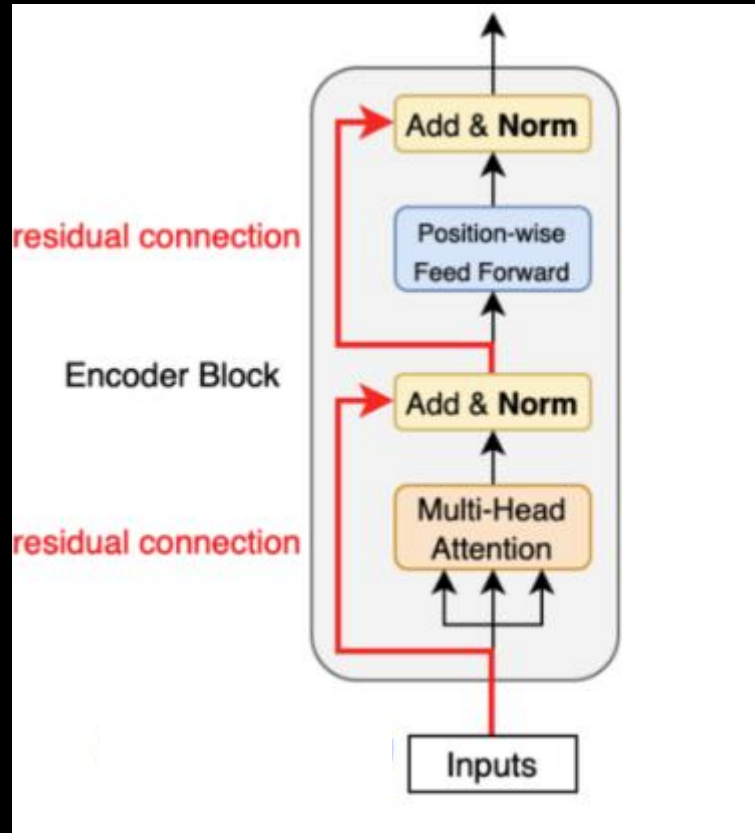 Add & Norm
residual connection
Position-wise
Feed Forward
Encoder Block
Add & Norm
Multi-Head
Attention
residual connection
Inputs